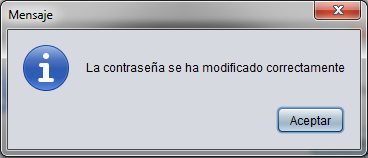 Mensaje
La contraseña se ha modificado correctamente
Aceptar